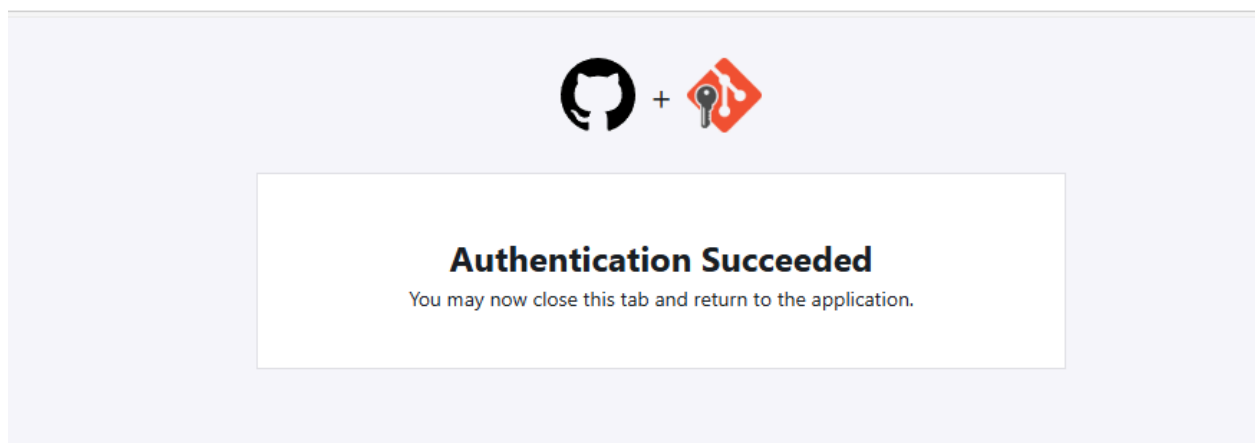 +
Authentication Succeeded
You may now close this tab and return to the application.